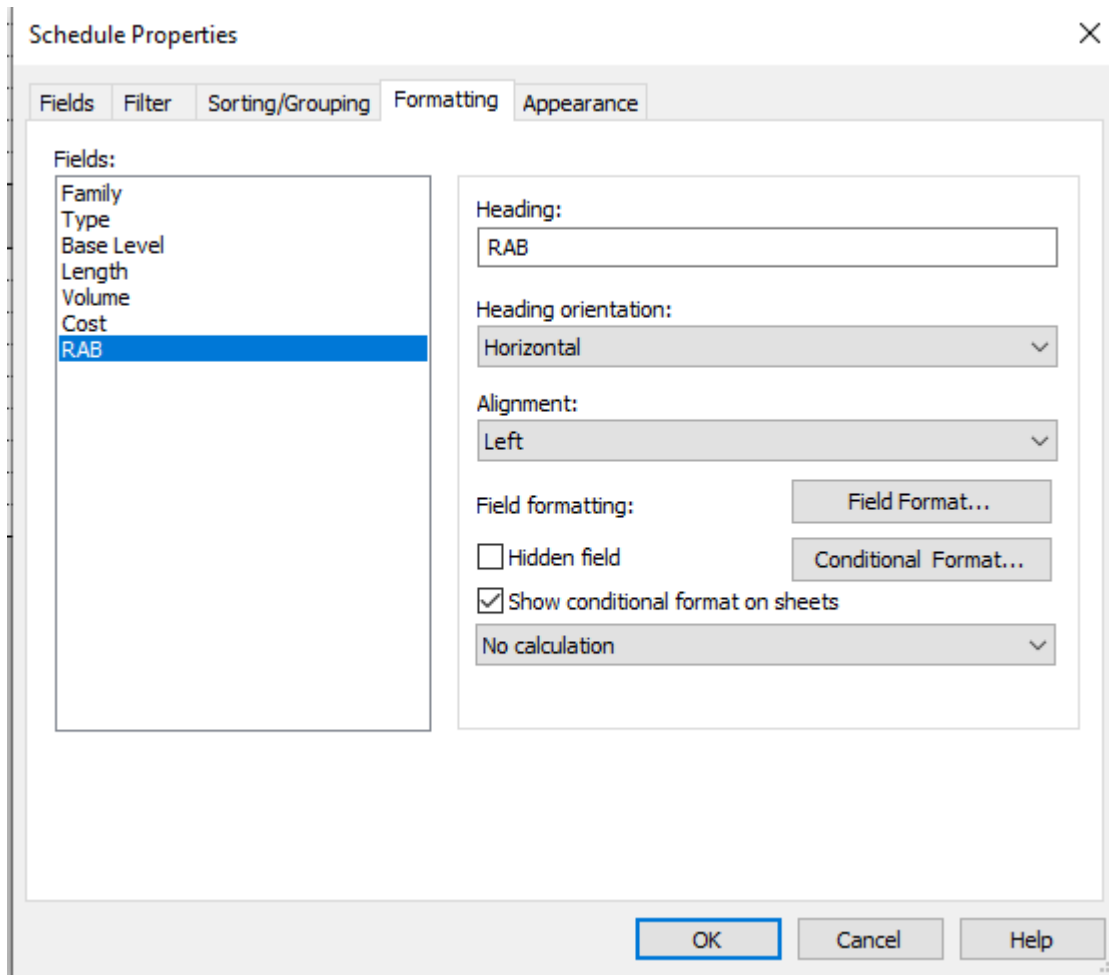 Schedule Properties
Fields Filter Sorting/Grouping Formatting Appearance
Fields:
Family
Type
Base Level
Length
Volume
Cost
RAB
Heading:
RAB
Heading orientation:
Horizontal
Alignment:
Left
Field formatting:
Field Format...
Hidden field
Conditional Format...
Show conditional format on sheets
No calculation
OK Cancel Help